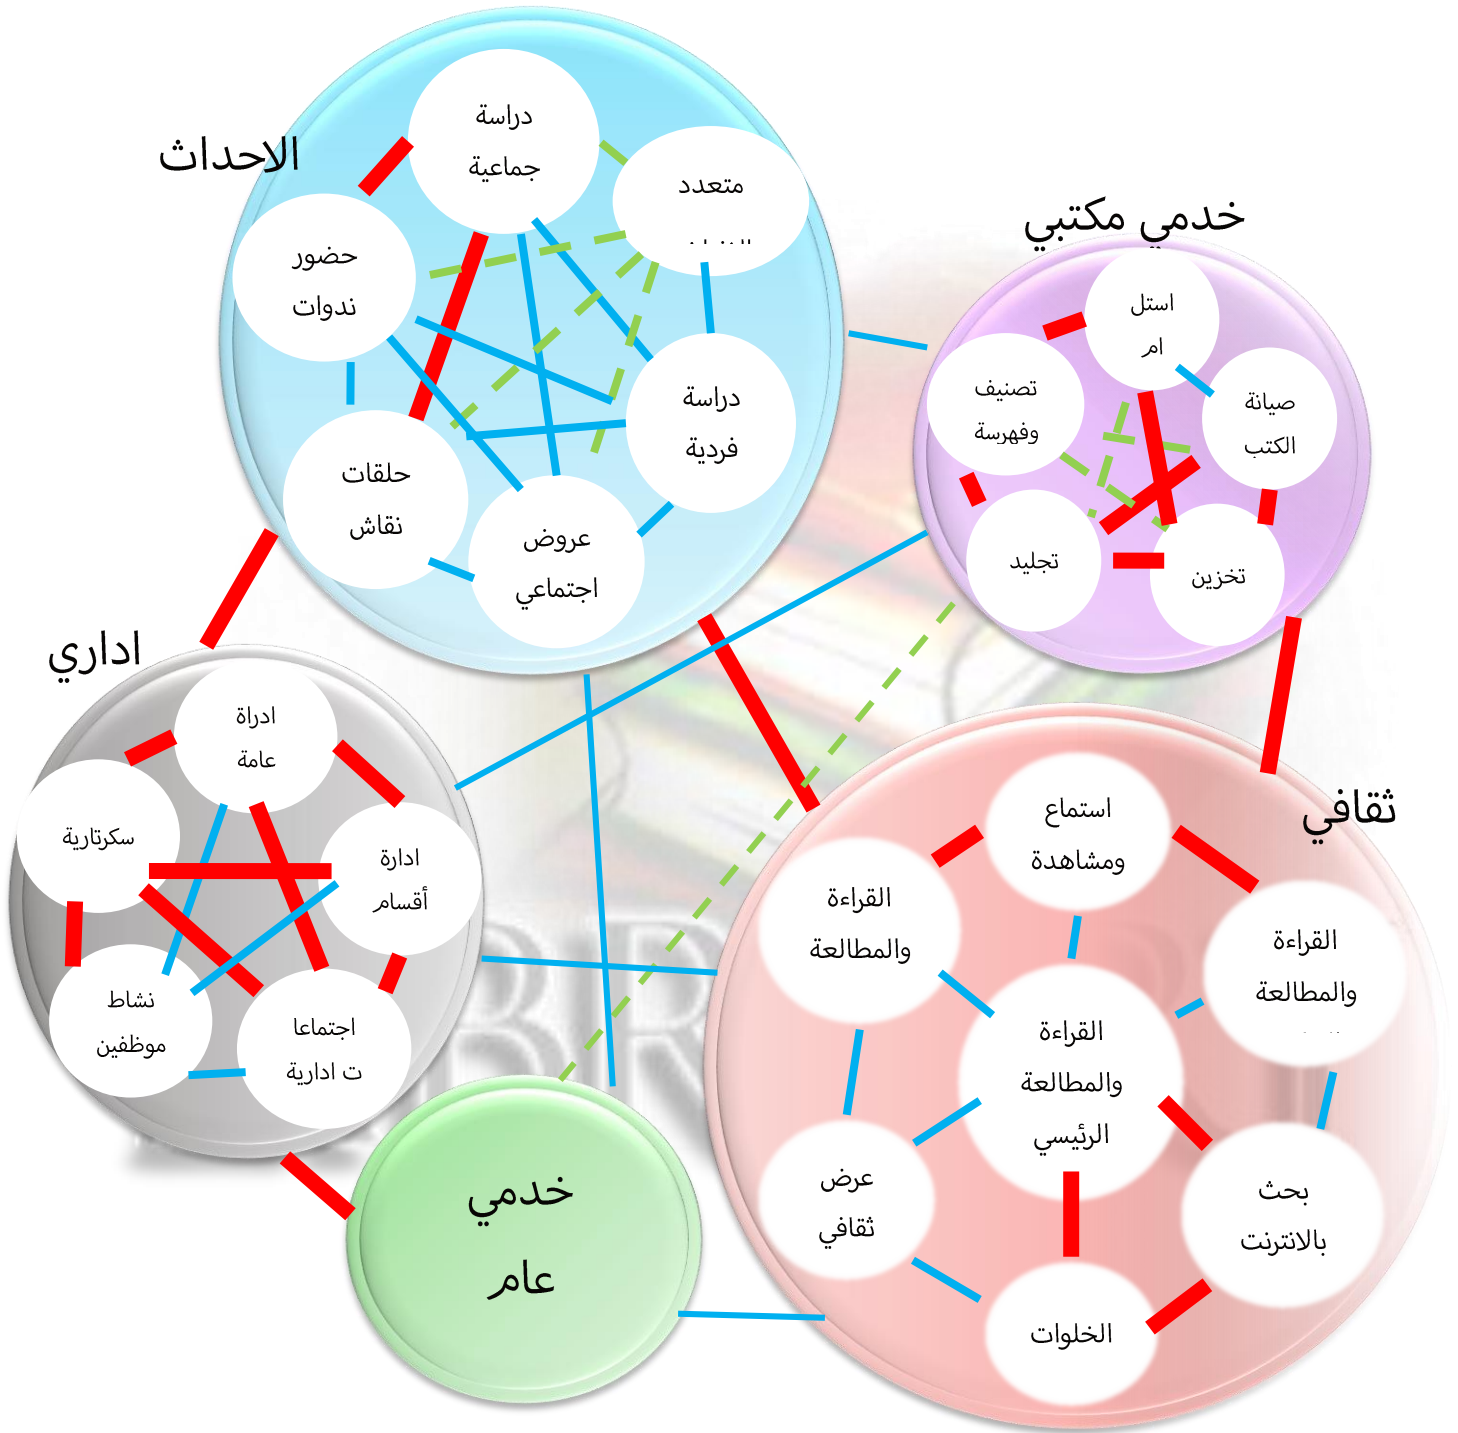 الاحداث
دراسة
جماعية
متعدد
حضور
ندوات
دراسة
فردية
حلقات
نقاش
عروض
اجتماعي
خدمي مكتبي
استل
ام
تصنيف
وفهرسة
صيانة
الكتب
تجليد
تخزين
اداري
ادراة
عامة
سكرتارية
ادارة
أقسام
نشاط
موظفين
اجتماعا
ت ادارية
ثقافي
استماع
ومشاهدة
القراءة
والمطالعة
القراءة
والمطالعة
القراءة
والمطالعة
الرئيسي
عرض
ثقافي
بحث
بالانترنت
الخلوات
خدمي
عام